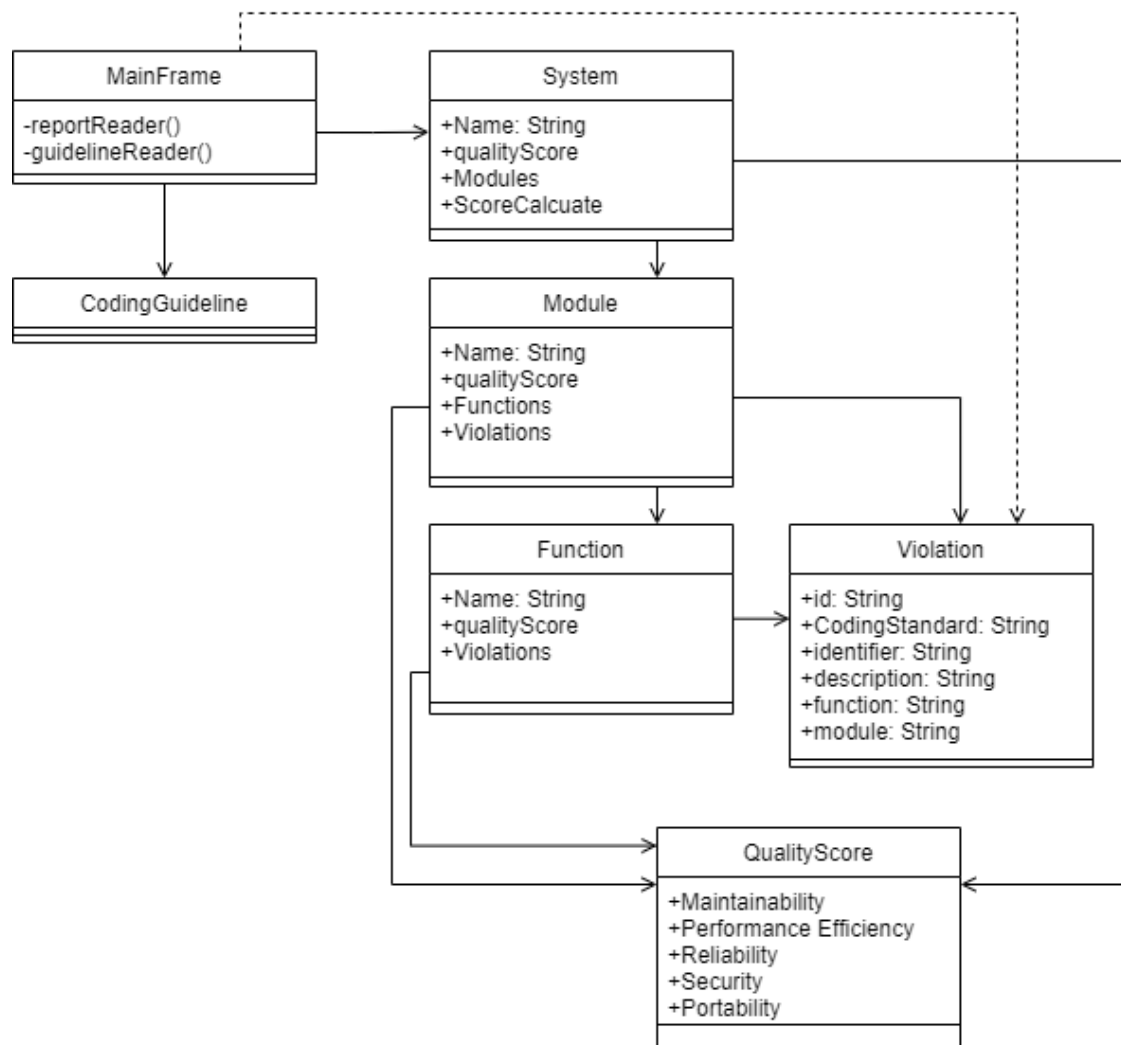 MainFrame
-reportReader()
-guidelineReader()
System
+Name: String
+qualityScore
+Modules
+ScoreCalcuate
CodingGuideline
Module
+Name: String
+qualityScore
+Functions
+Violations
Function
+Name: String
+qualityScore
+Violations
Violation
+id: String
+CodingStandard: String
+identifier: String
+description: String
+function: String
+module: String
QualityScore
+Maintainability
+Performance Efficiency
+Reliability
+Security
+Portability